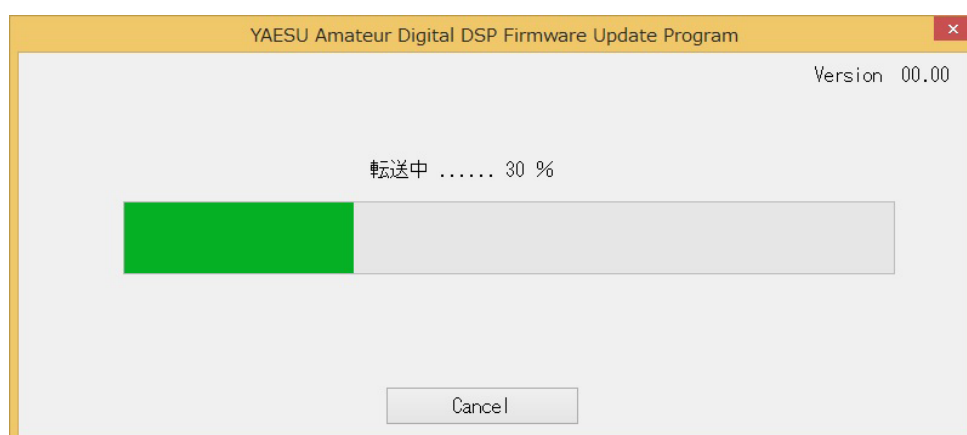 YAESU Amateur Digital DSP Firmware Update Program
Version 00.00
転送中 ...... 30 %
Cancel